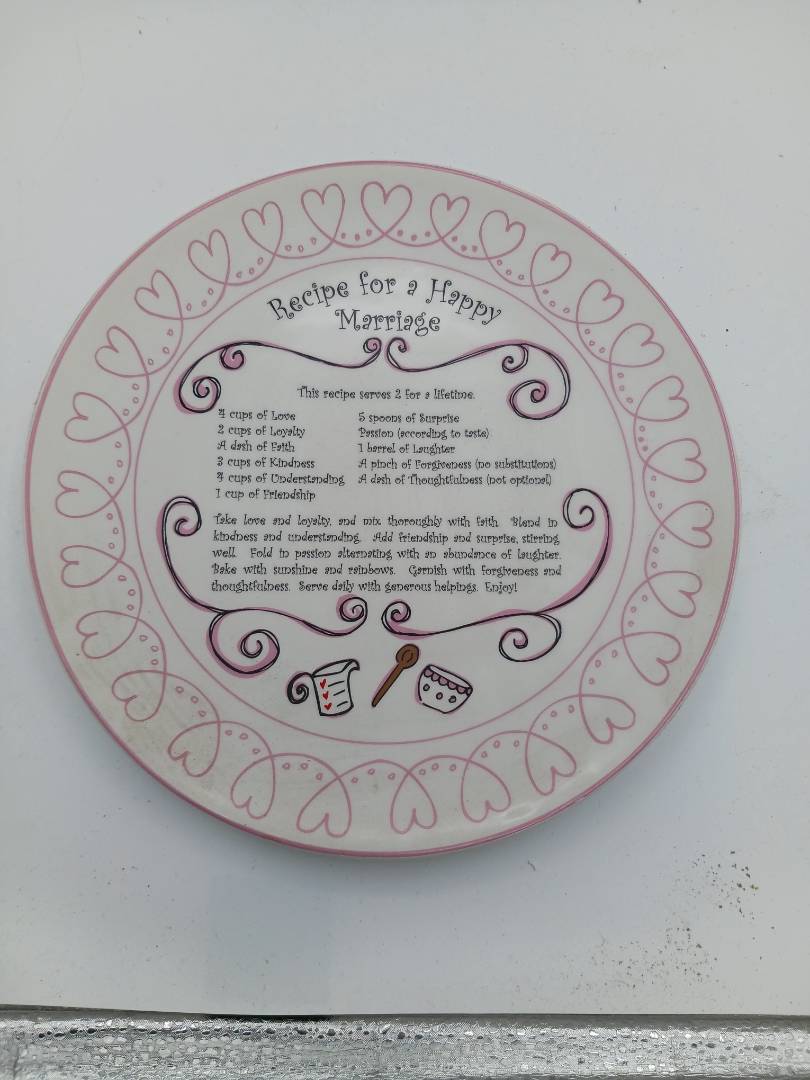 Recipe for a Happy
Marriage
This recipe serves 2 for a lifetime.
4 cups of Love
2 cups of Loyalty
A dash of Faith
3 cups of Kindness
4 cups of Understanding
1 cup of Friendship
5 spoons of Surprise
Passion (according to taste)
1 barrel of Laughter
A pinch of Forgiveness (no substitutions)
A dash of Thoughtfulness (not optional)
Take love and loyalty, and mix thoroughly with faith. Blend in
kindness and understanding. Add friendship and surprise, stirring
well. Fold in passion alternating with an abundance of laughter.
Bake with sunshine and rainbows. Garnish with forgiveness and
thoughtfulness. Serve daily with generous helpings. Enjoy!